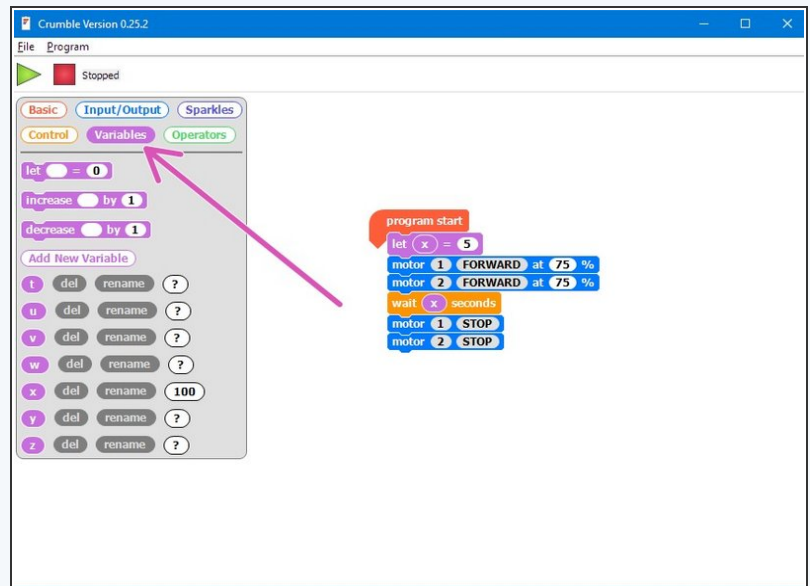 Crumble Version 0.25.2
File Program
Stopped
Basic Input/Output Sparkles
Control Variables Operators
let = 0
increase by 1
decrease by 1
Add New Variable
t del rename ?
u del rename ?
v del rename ?
w del rename ?
x del rename 100
y del rename ?
z del rename ?
program start
let x = 5
motor 1 FORWARD at 75 %
motor 2 FORWARD at 75 %
wait x seconds
motor 1 STOP
motor 2 STOP